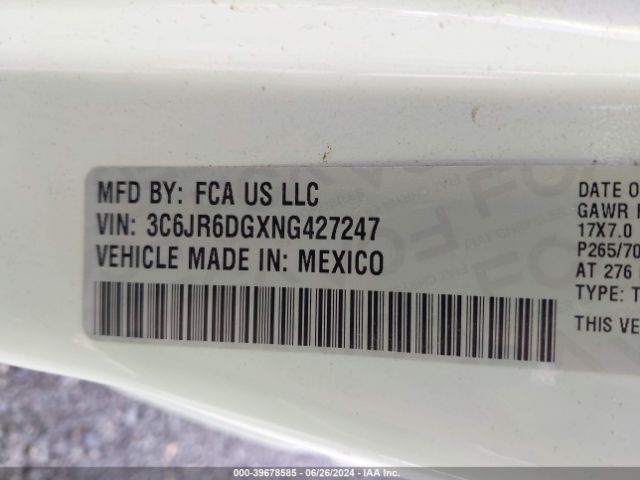 MFD BY: FCA US LLC
VIN: 3C6JR6DGXNG427247
VEHICLE MADE IN: MEXICO
DATE O
GAWR
17X7.0
P265/70
AT 276
TYPE: T
THIS VE
000-39678585 - 06/26/2024 - IAA Inc.